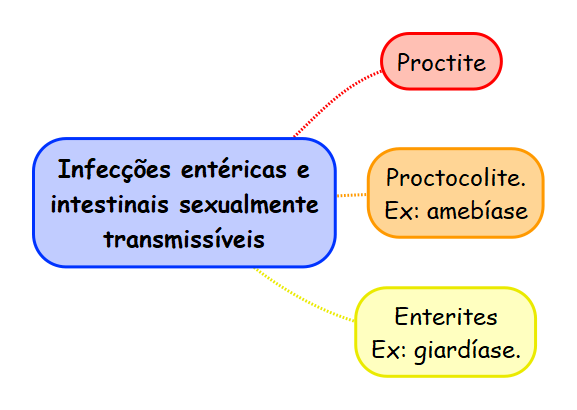 Proctite
Infecções entéricas e
intestinais sexualmente
transmissíveis
Proctocolite.
Ex: amebíase
Enterites
Ex: giardíase.